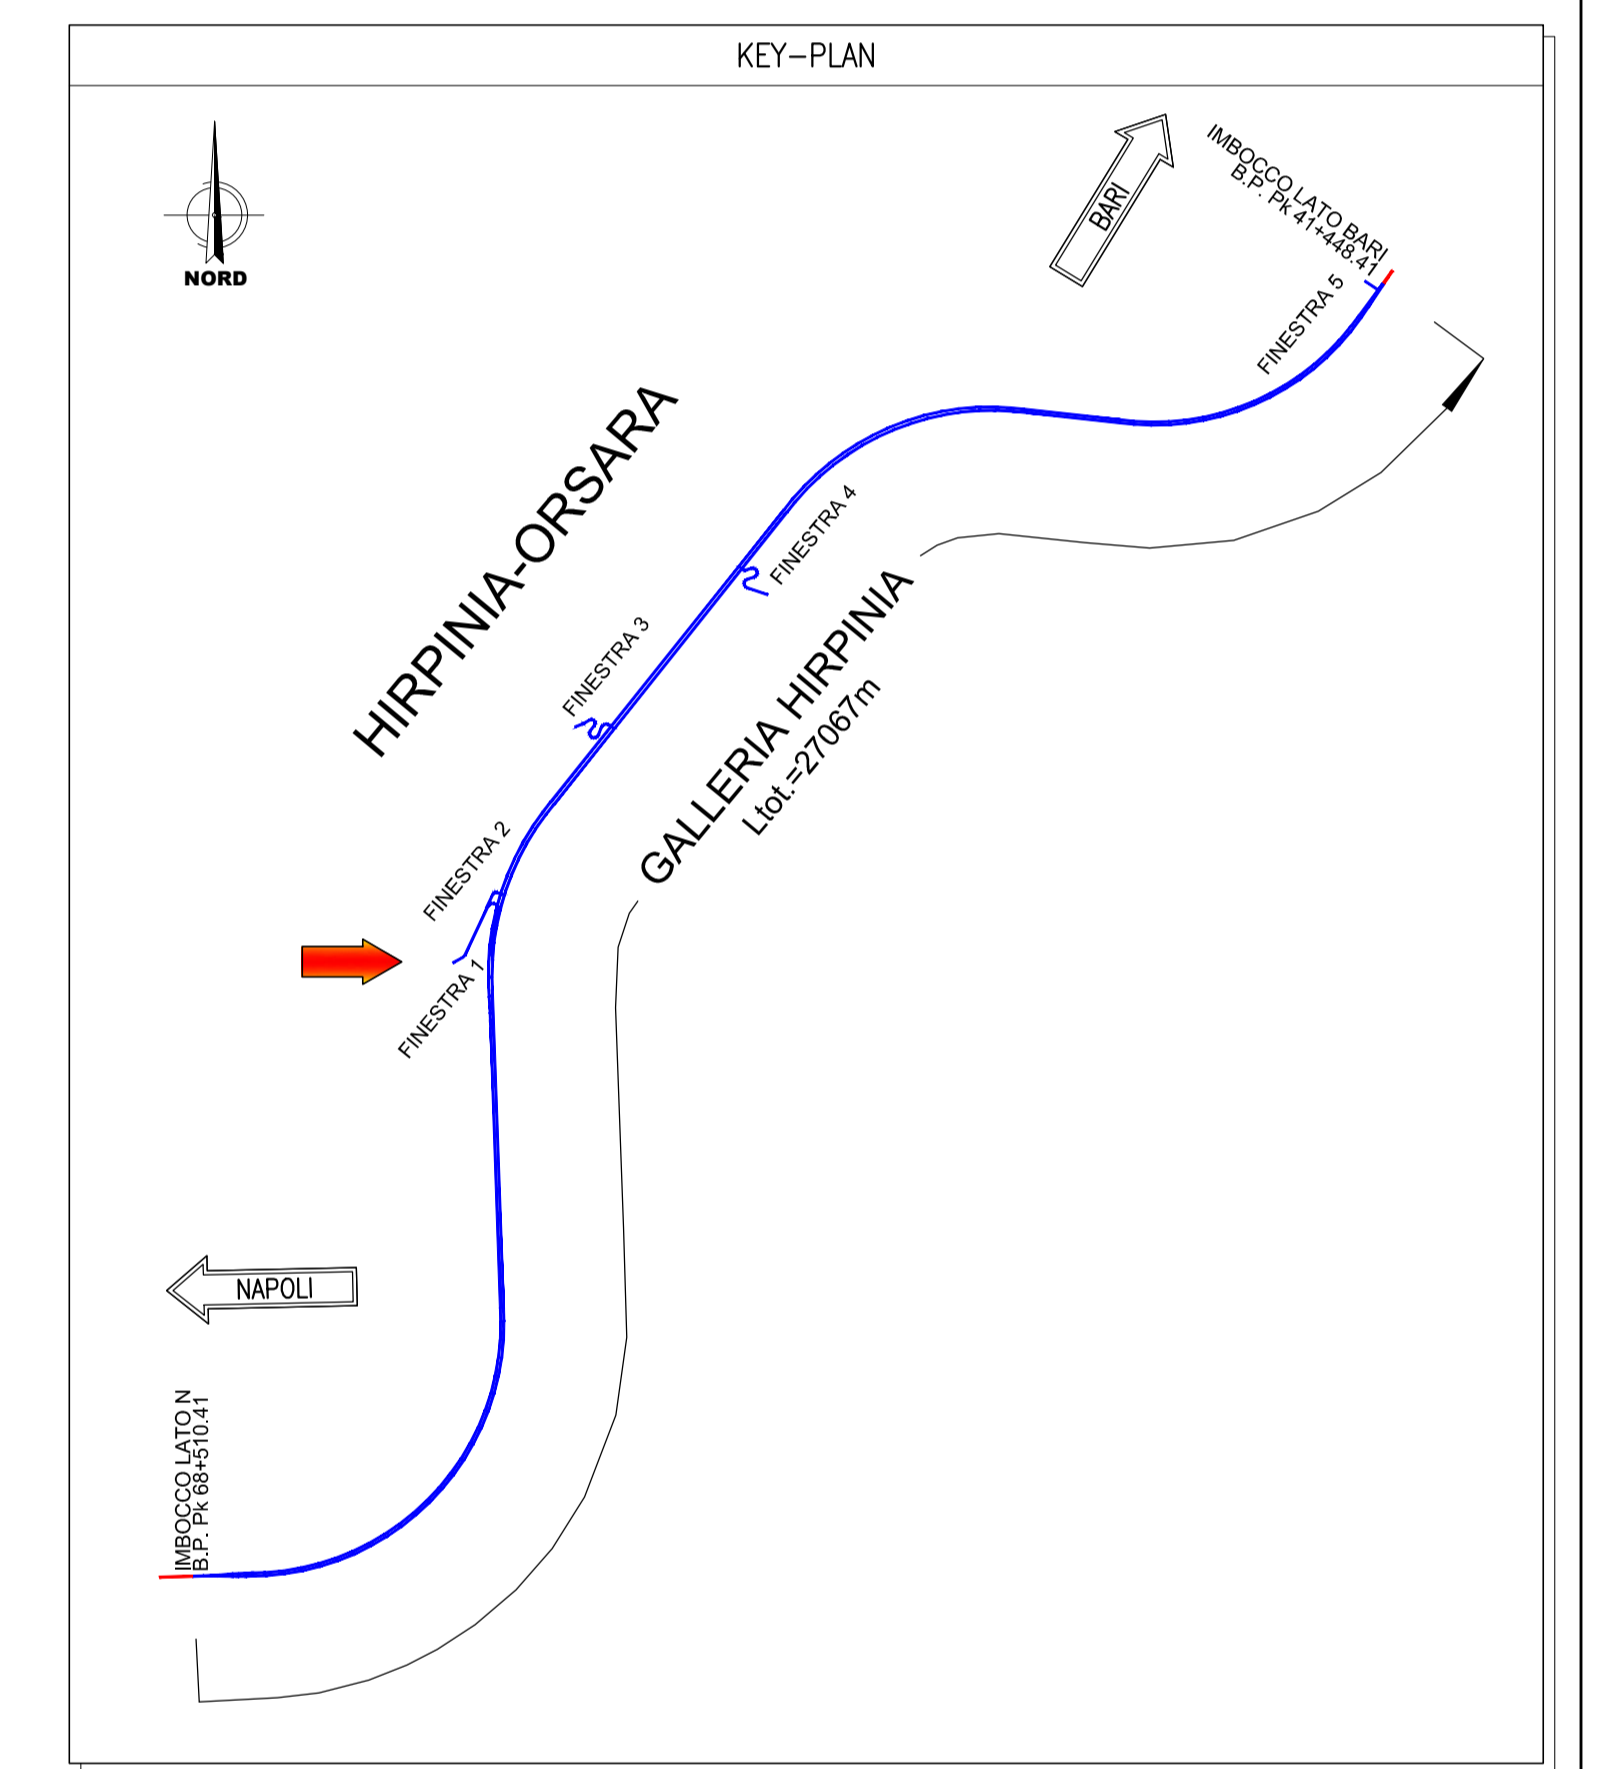 KEY-PLAN
NORD
BARI
IMBOCCO LATO BARI
B.P. Pk 41+448.41
FINESTRA 5
HIRPINIA-ORSARA
FINESTRA 4
FINESTRA 3
GALLERIA HIRPINIA
Ltot.=27067m
FINESTRA 2
FINESTRA 1
NAPOLI
IMBOCCO LATO N
B.P. Pk 68+510.41